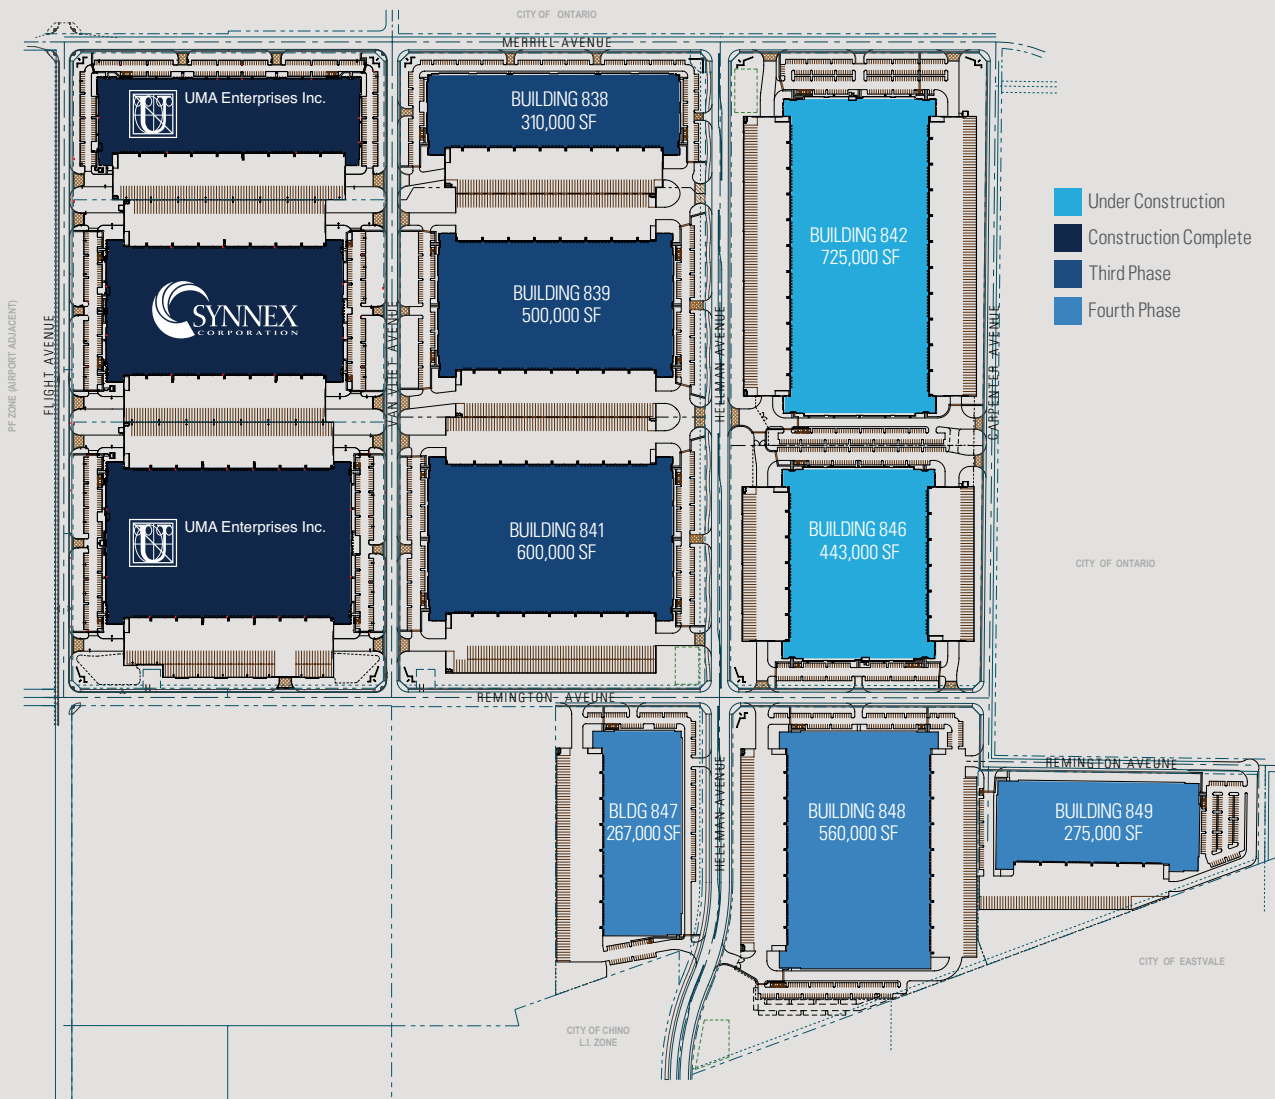 CITY OF ONTARIO
MERRILL AVENUE
UMA Enterprises Inc.
BUILDING 838
310,000 SF
BUILDING 842
725,000 SF
Under Construction
Construction Complete
Third Phase
Fourth Phase
SYNNEX
CORPORATION
BUILDING 839
500,000 SF
PF ZONE (AIRPORT ADJACENT)
FLIGHT AVENUE
VAN VLIET AVENUE
HELLMAN AVENUE
CARPENTER AVENUE
U
UMA Enterprises Inc.
U
BUILDING 841
600,000 SF
BUILDING 846
443,000 SF
CITY OF ONTARIO
REMINGTON AVEUNE
REMINGTON AVEUNE
HELLMAN AVENUE
BLDG 847
267,000 SF
BUILDING 848
560,000 SF
BUILDING 849
275,000 SF
CITY OF EASTVALE
CITY OF CHINO
L.I. ZONE